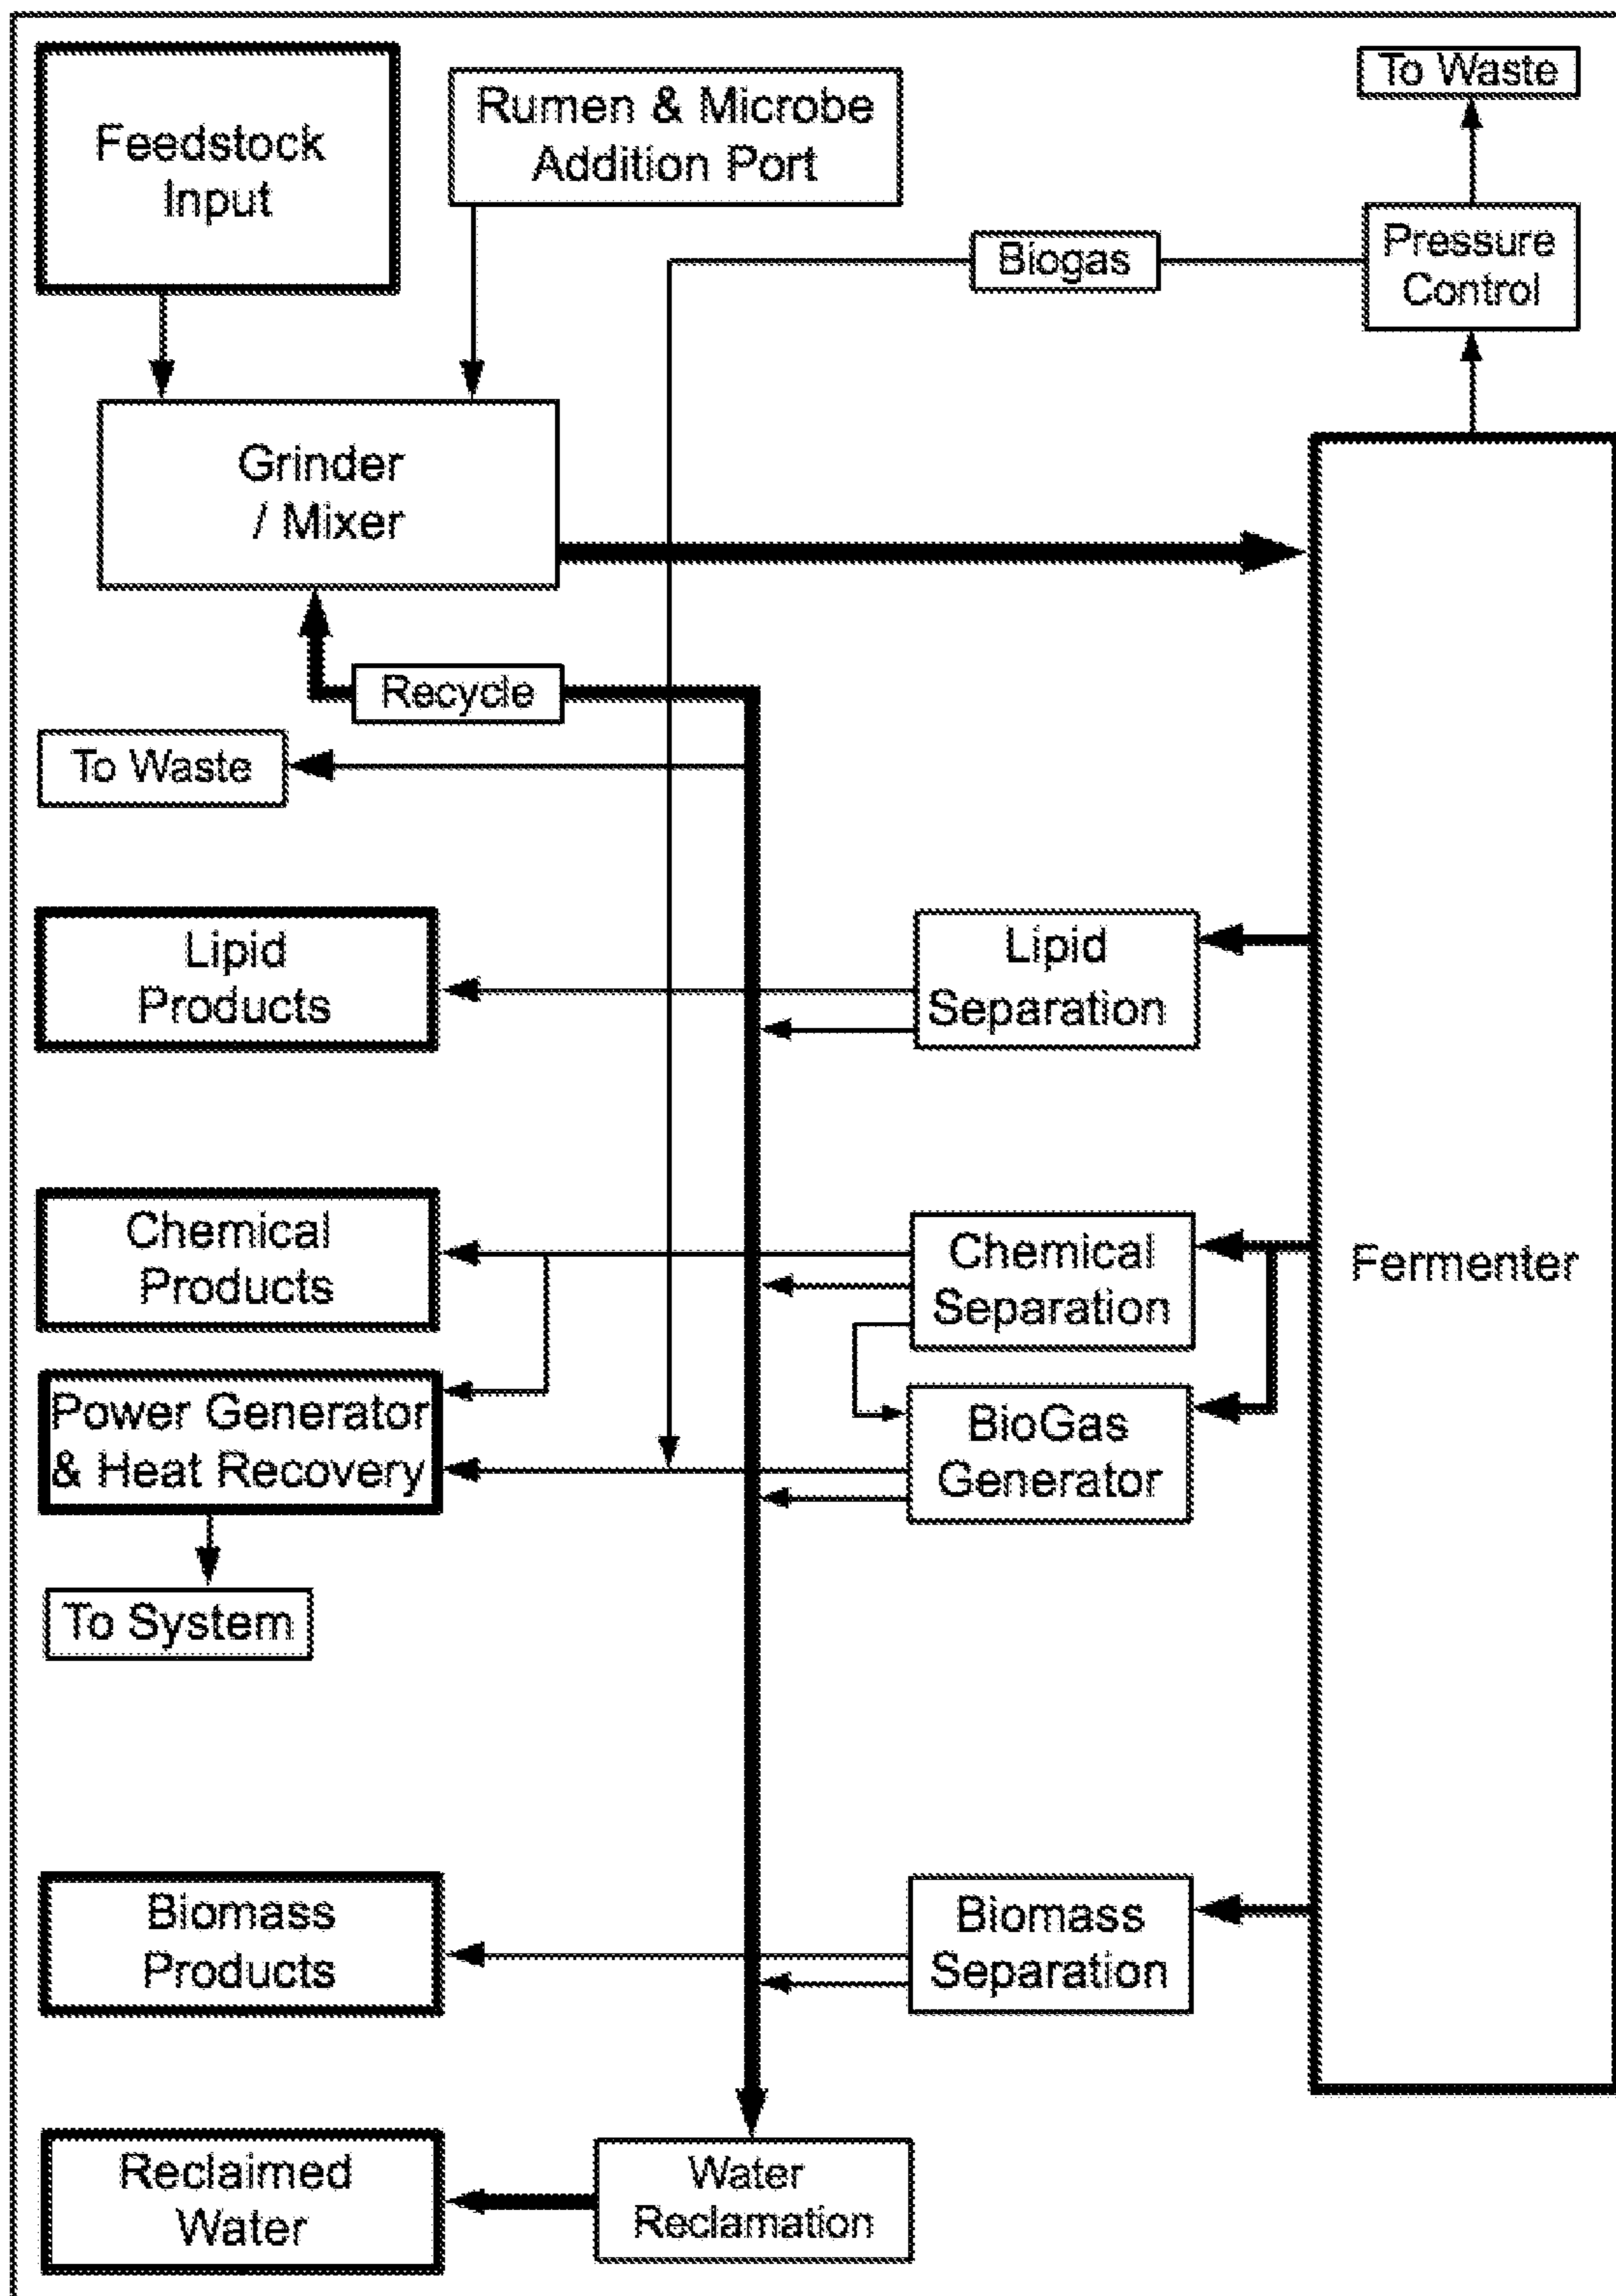 Feedstock
Input
Rumen & Microbe
Addition Port
To Waste
Biogas
Pressure
Control
Grinder
/ Mixer
Recycle
To Waste
Lipid
Products
Lipid
Separation
Chemical
Products
Chemical
Separation
Fermenter
Power Generator
& Heat Recovery
BioGas
Generator
To System
Biomass
Products
Biomass
Separation
Reclaimed
Water
Water
Reclamation